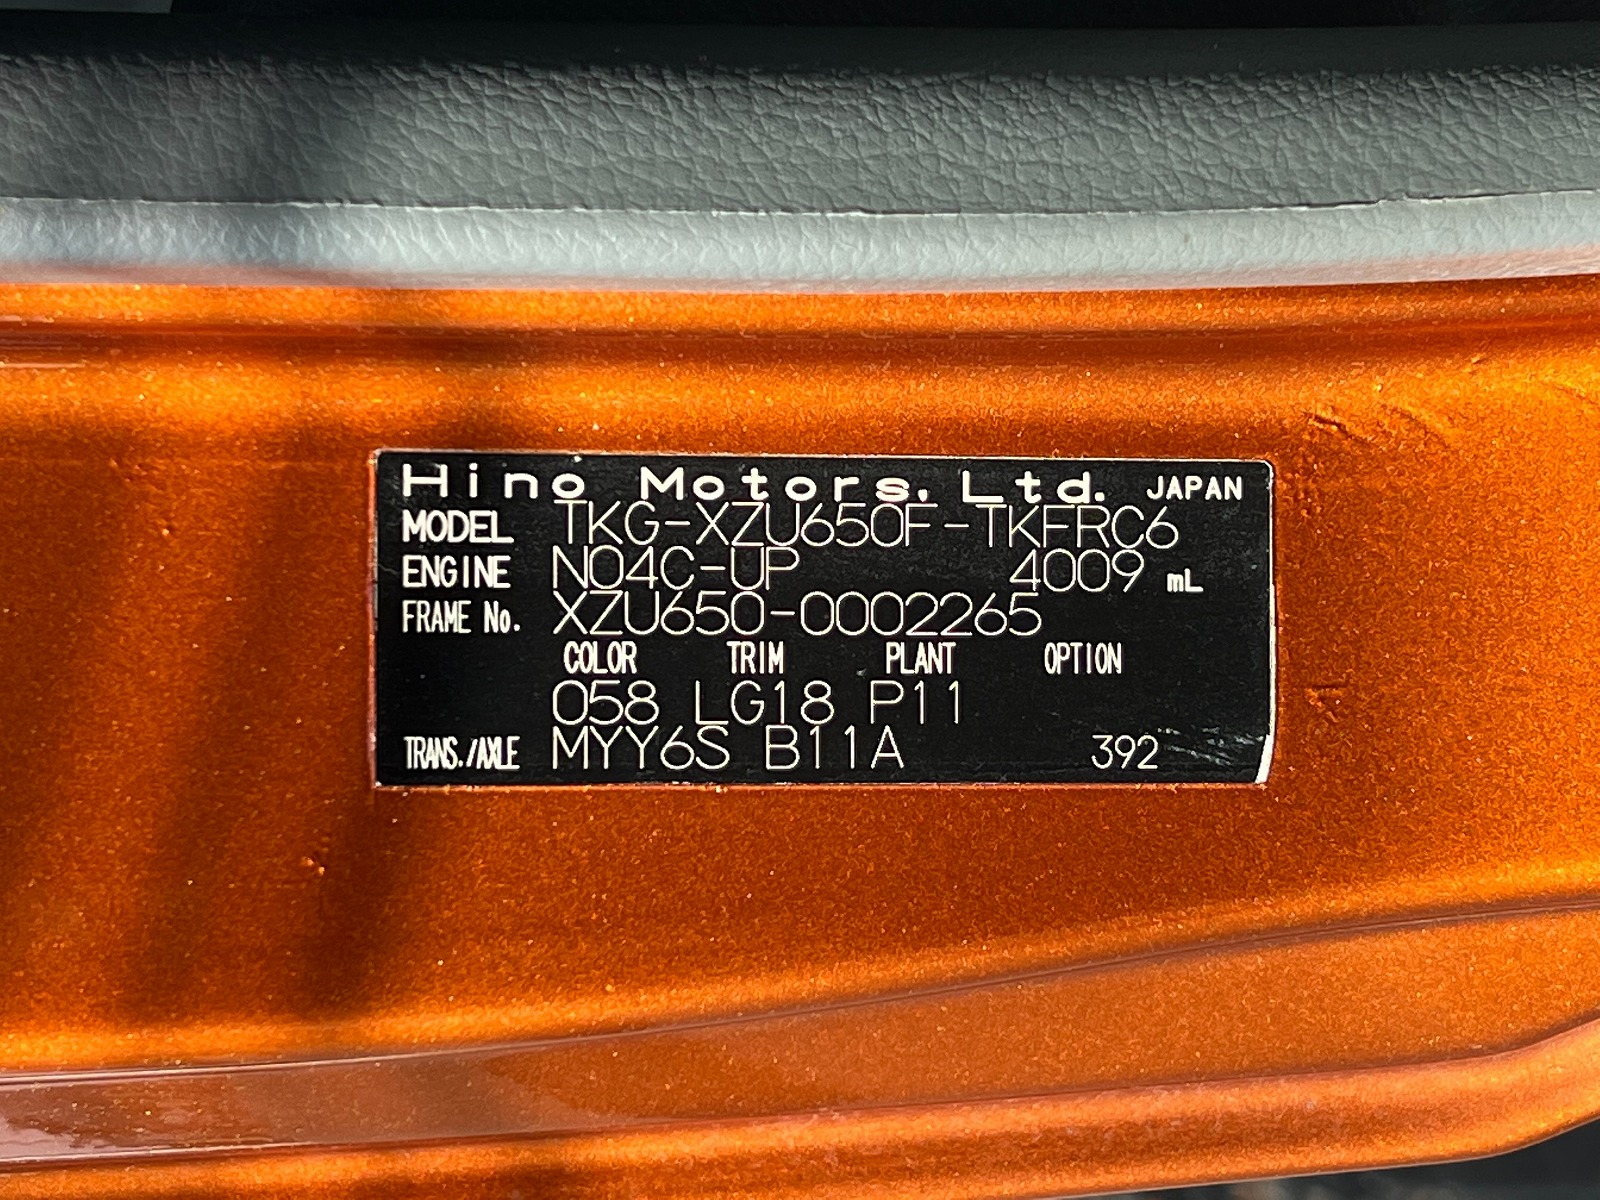 Hino Motors, Ltd. JAPAN
MODEL TKG-XZU650F-TKFRC6
ENGINE N04C-UP 4009 mL
FRAME No. XZU650-0002265
COLOR TRIM PLANT OPTION
058 LG18 P11
TRANS./AXLE MYY6S B11A 392